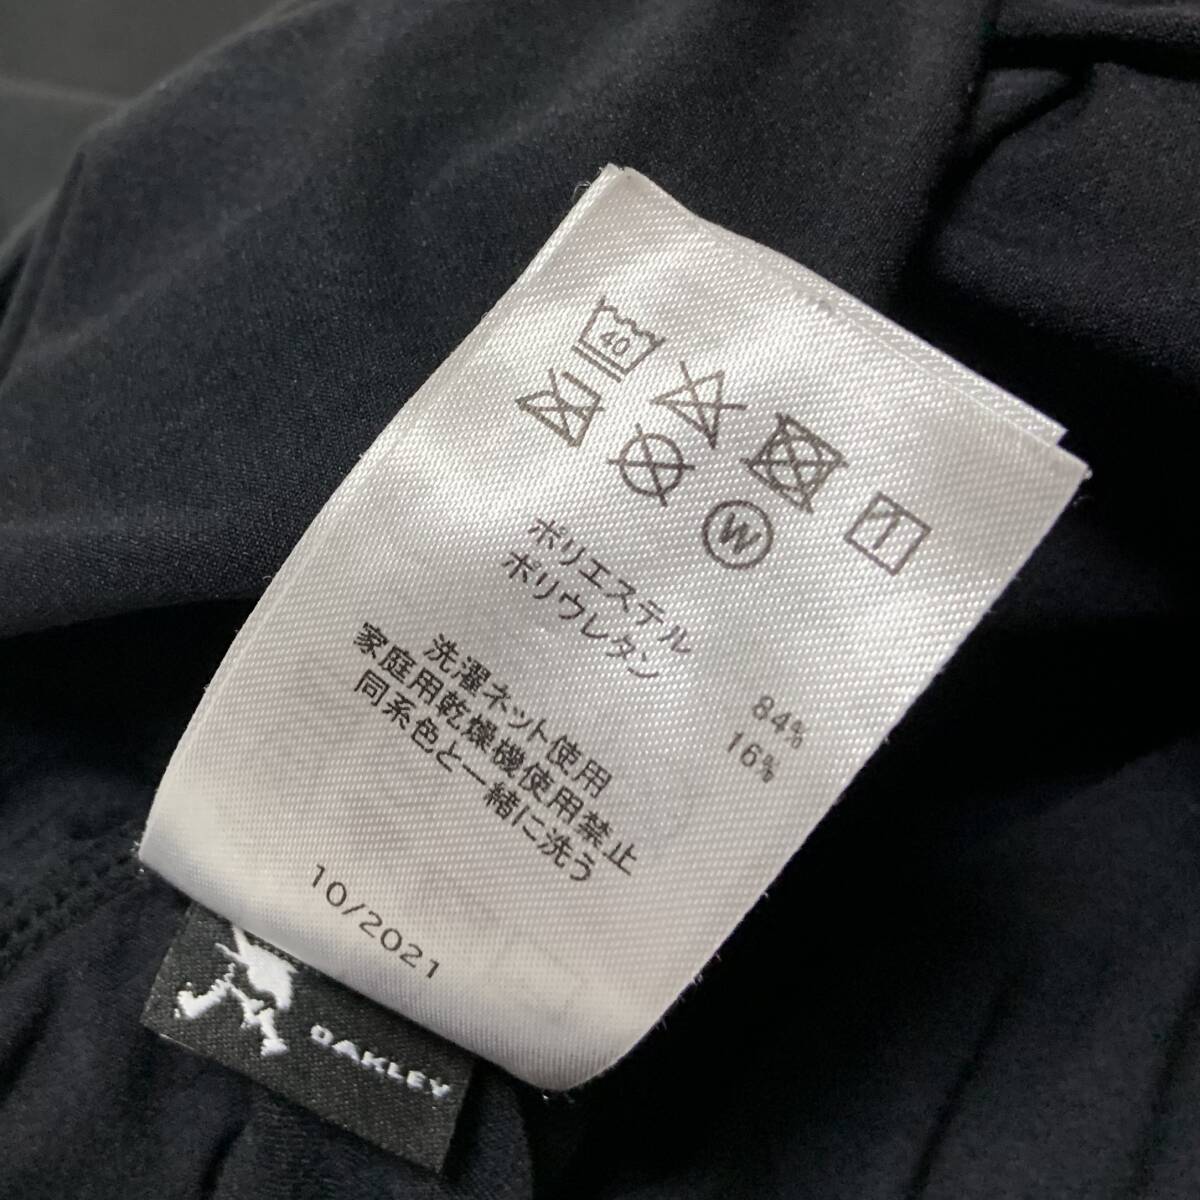 40
W
ポリエステル 84%
ポリウレタン 16%
洗濯ネット使用
家庭用乾燥機使用禁止
同系色と一緒に洗う
10/2021
OAKLEY